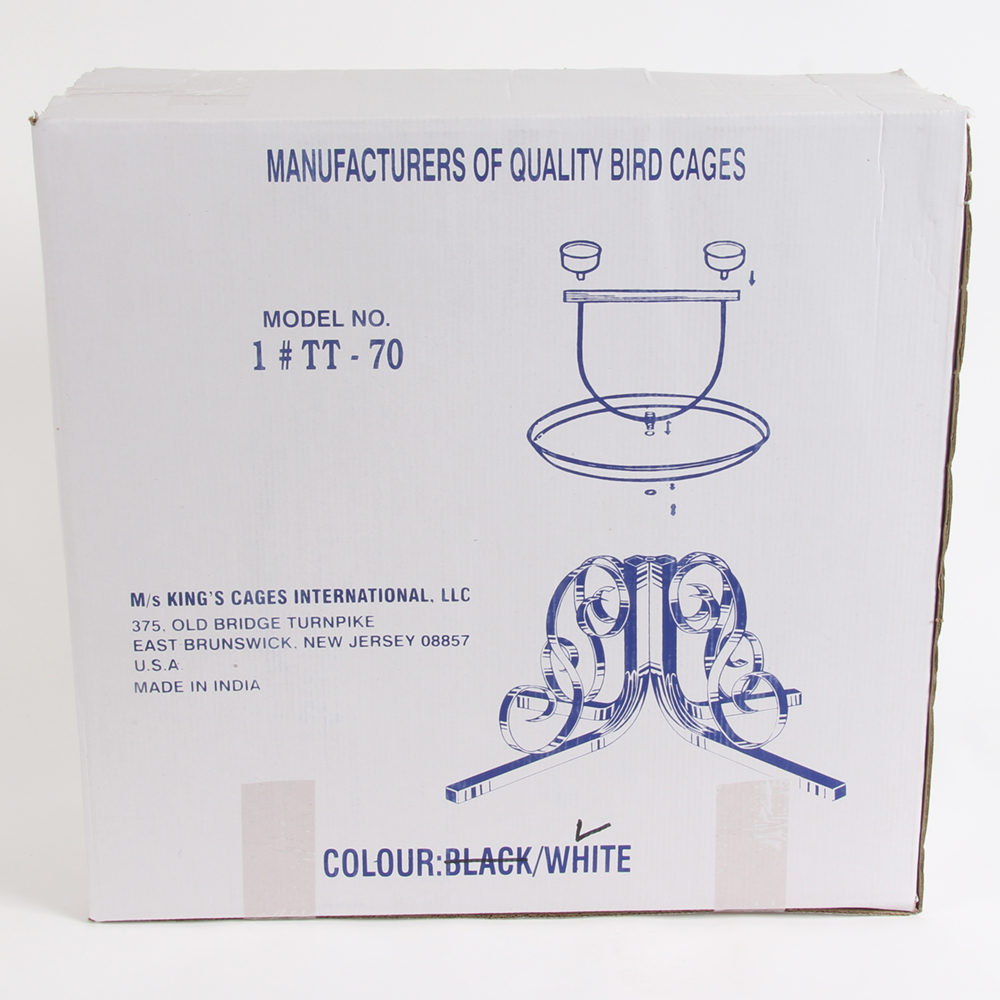 MANUFACTURERS OF QUALITY BIRD CAGES
MODEL NO.
1 # TT - 70
M/s KING'S CAGES INTERNATIONAL, LLC
375, OLD BRIDGE TURNPIKE
EAST BRUNSWICK, NEW JERSEY 08857
U.S.A.
MADE IN INDIA
COLOUR:BLACK/WHITE